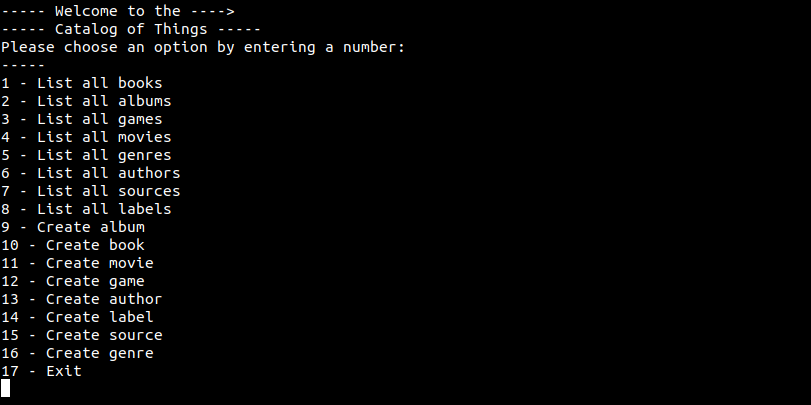 ----- Welcome to the ---->
----- Catalog of Things -----
Please choose an option by entering a number:
-----
1 - List all books
2 - List all albums
3 - List all games
4 - List all movies
5 - List all genres
6 - List all authors
7 - List all sources
8 - List all labels
9 - Create album
10 - Create book
11 - Create movie
12 - Create game
13 - Create author
14 - Create label
15 - Create source
16 - Create genre
17 - Exit